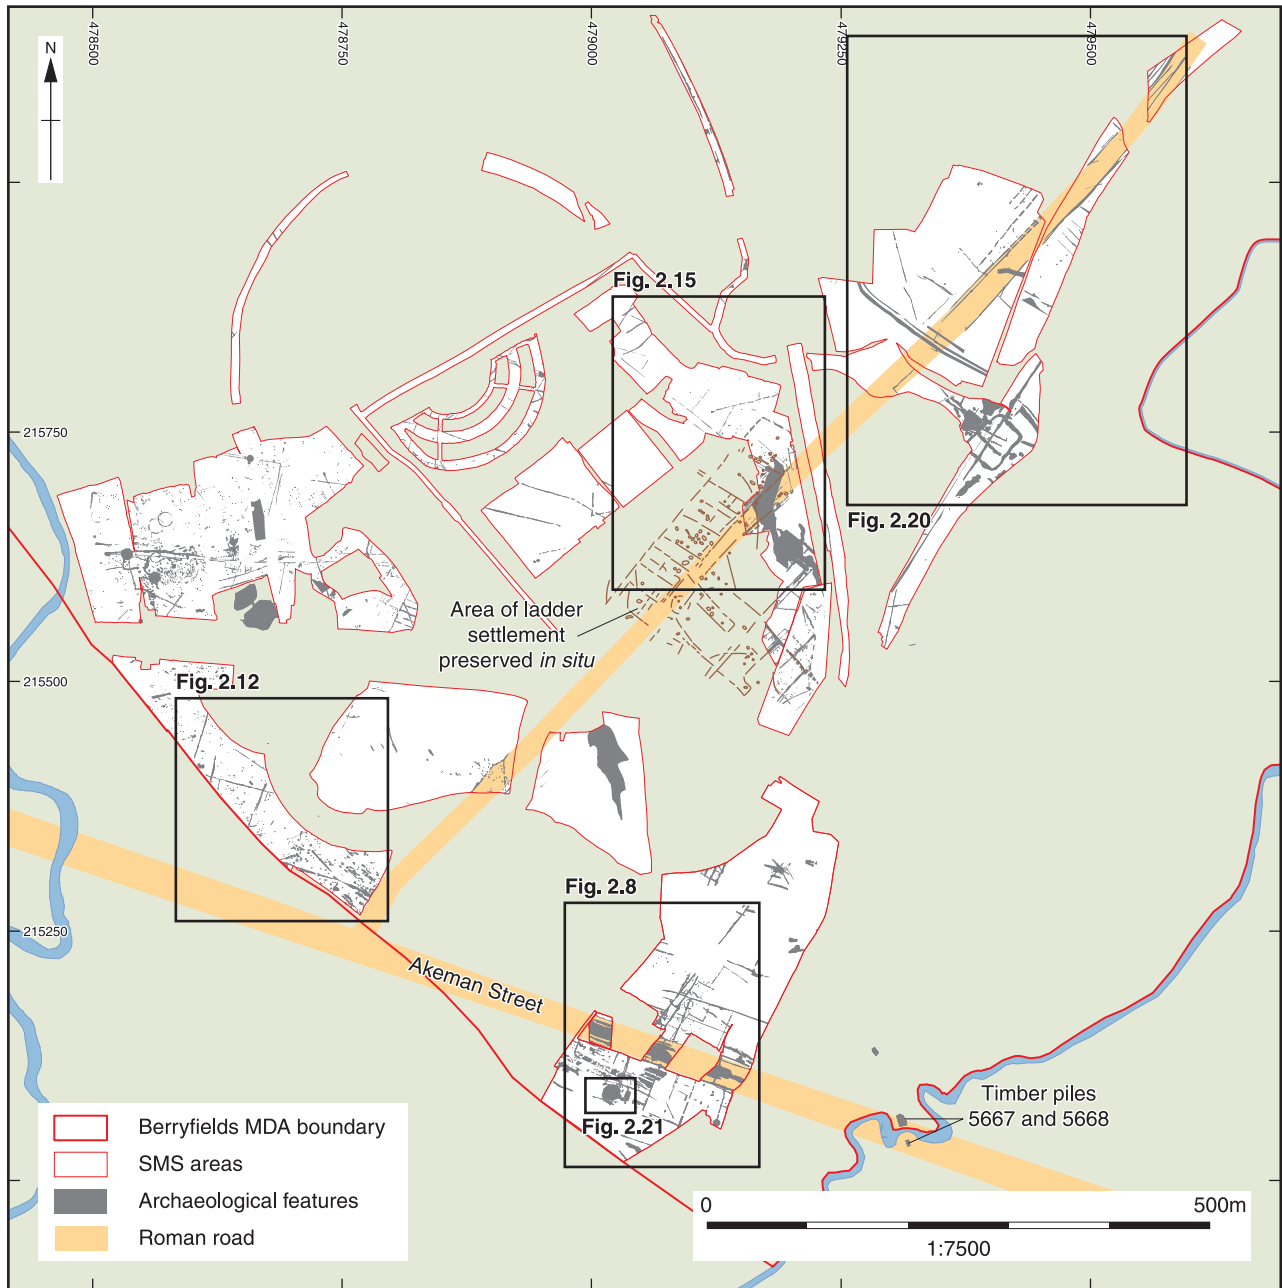 478500
478750
479000
479250
479500
N
Fig. 2.15
215750
Fig. 2.20
Area of ladder
settlement
preserved in situ
215500
Fig. 2.12
Fig. 2.8
215250
Akeman Street
Timber piles
5667 and 5668
Fig. 2.21
Berryfields MDA boundary
SMS areas
Archaeological features
Roman road
0 500m
1:7500